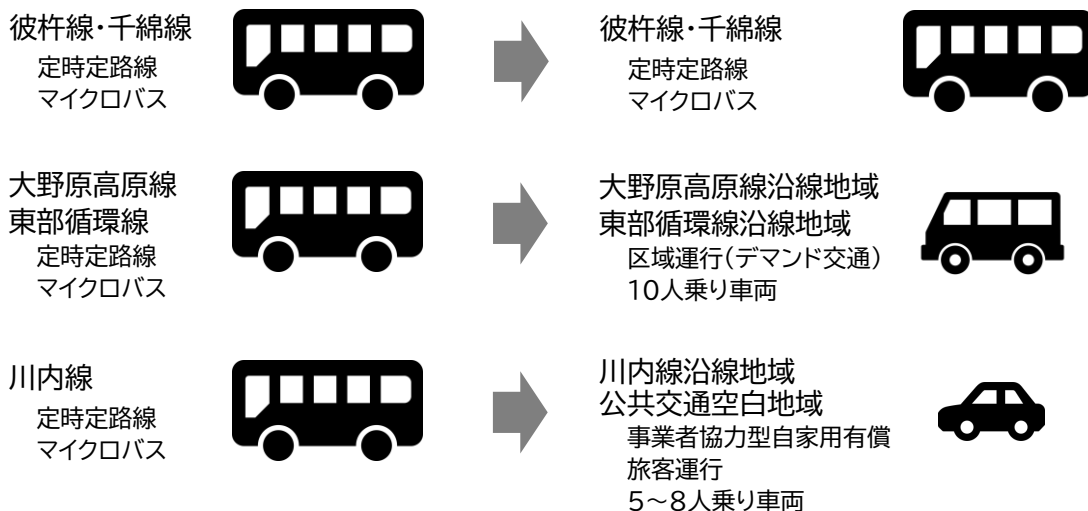 彼杵線・千綿線
定時定路線
マイクロバス
彼杵線・千綿線
定時定路線
マイクロバス
大野原高原線
東部循環線
定時定路線
マイクロバス
大野原高原線沿線地域
東部循環線沿線地域
区域運行(デマンド交通)
10人乗り車両
川内線
定時定路線
マイクロバス
川内線沿線地域
公共交通空白地域
事業者協力型自家用有償
旅客運行
5~8人乗り車両